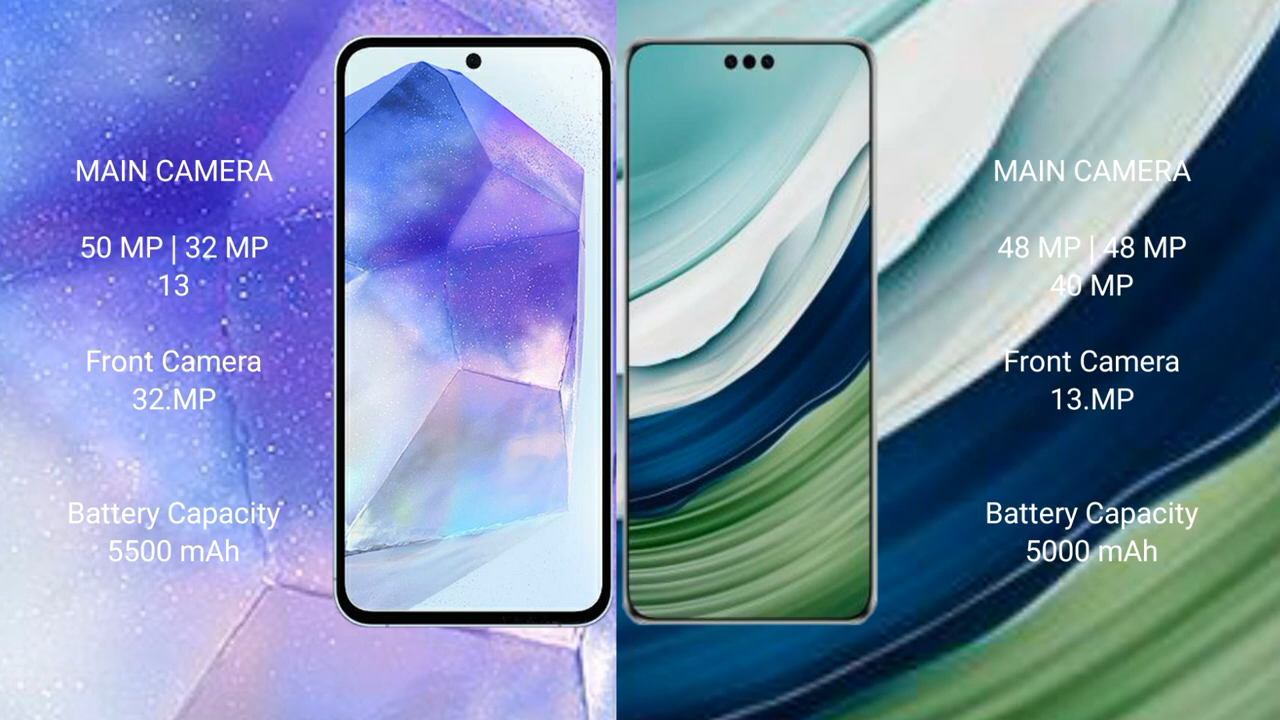 MAIN CAMERA
50 MP | 32 MP
13
Front Camera
32.MP
Battery Capacity
5500 mAh
MAIN CAMERA
48 MP | 48 MP
40 MP
Front Camera
13.MP
Battery Capacity
5000 mAh